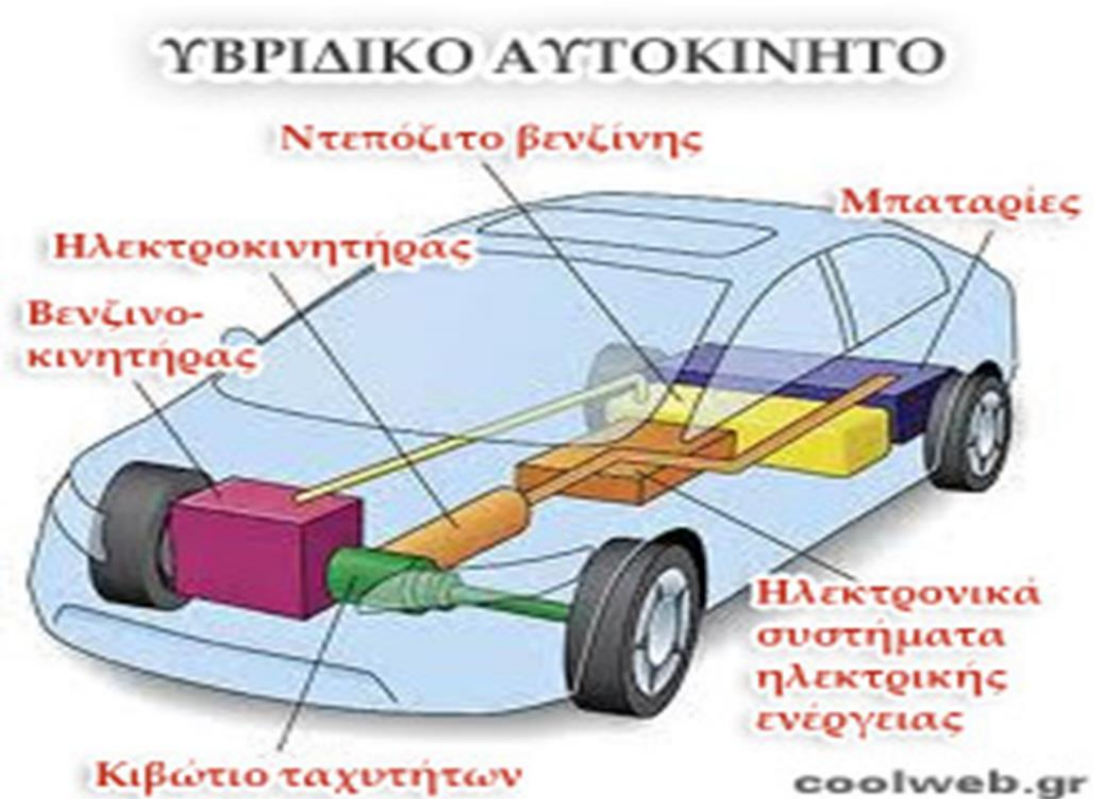 ΥΒΡΙΔΙΚΟ ΑΥΤΟΚΙΝΗΤΟ
Ντεπόζιτο βενζίνης
Μπαταρίες
Ηλεκτροκινητήρας
Βενζινο-
κινητήρας
Ηλεκτρονικά
συστήματα
ηλεκτρικής
ενέργειας
Κιβώτιο ταχυτήτων
coolweb.gr